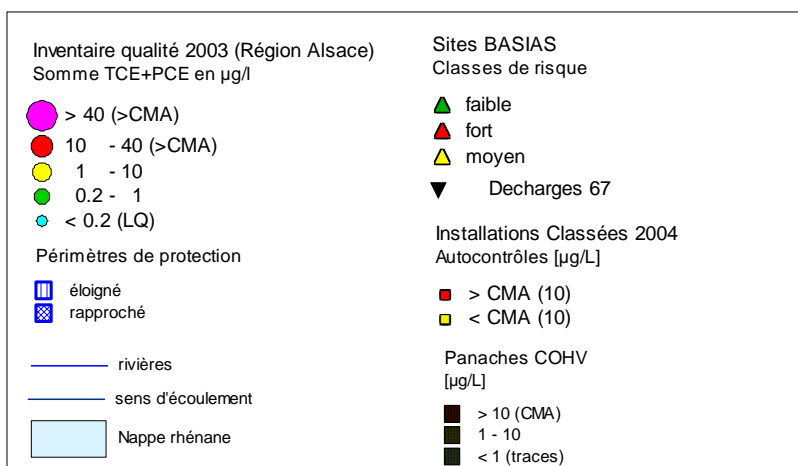 Inventaire qualité 2003 (Région Alsace)
Somme TCE+PCE en µg/l
> 40 (>CMA)
10 - 40 (>CMA)
1 - 10
0.2 - 1
< 0.2 (LQ)
Périmètres de protection
éloigné
rapproché
rivières
sens d'écoulement
Nappe rhénane
Sites BASIAS
Classes de risque
faible
fort
moyen
Decharges 67
Installations Classées 2004
Autocontrôles [µg/L]
> CMA (10)
< CMA (10)
Panaches COHV
[µg/L]
> 10 (CMA)
1 - 10
< 1 (traces)